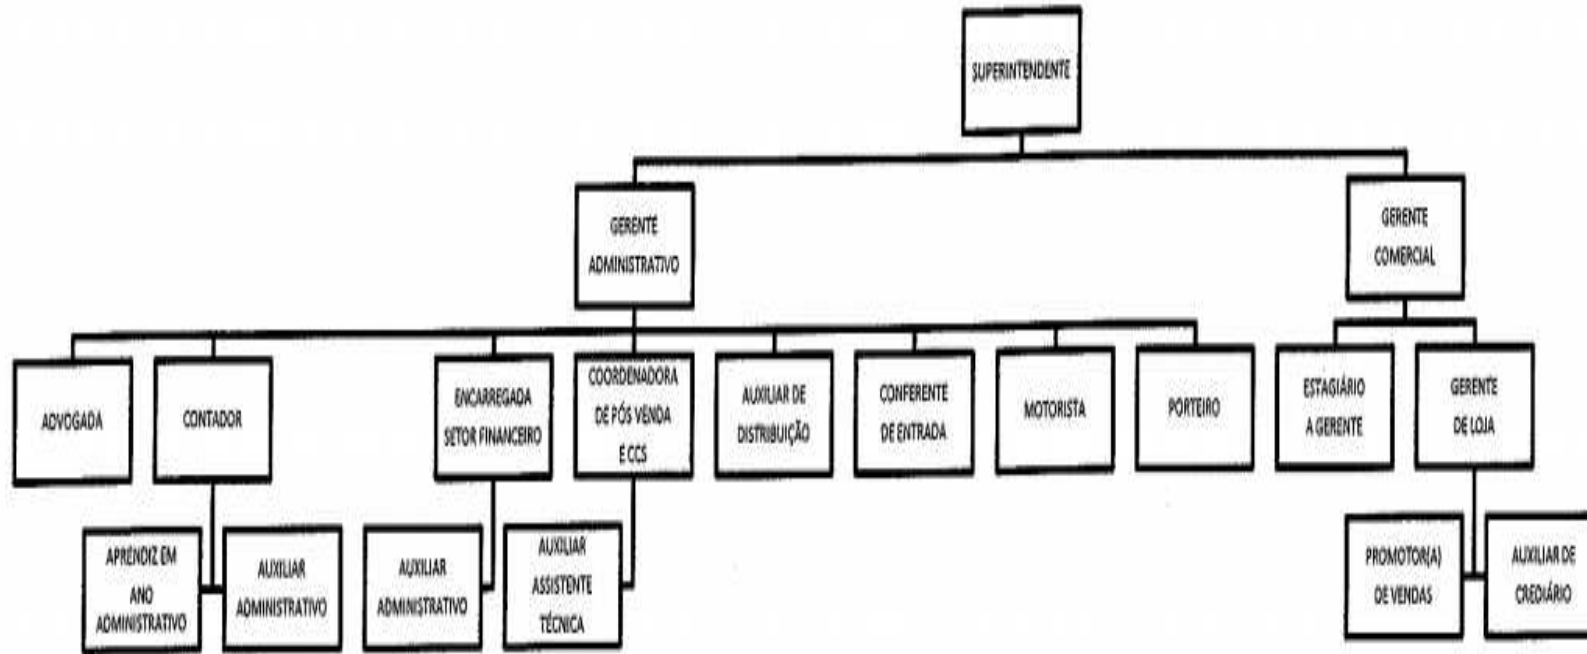 SUPERINTENDENTE
GERENTE
ADMINISTRATIVO
GERENTE
COMERCIAL
ADVOGADA
CONTADOR
ENCARREGADA
SETOR FINANCEIRO
COORDENADORA
DE PÓS VENDA
E CCS
AUXILIAR DE
DISTRIBUIÇÃO
CONFERENTE
DE ENTRADA
MOTORISTA
PORTEIRO
ESTAGIÁRIO
A GERENTE
GERENTE
DE LOJA
APRENDIZ EM
ANO
ADMINISTRATIVO
AUXILIAR
ADMINISTRATIVO
AUXILIAR
ADMINISTRATIVO
AUXILIAR
ASSISTENTE
TÉCNICA
PROMOTOR(A)
DE VENDAS
AUXILIAR DE
CREDIÁRIO